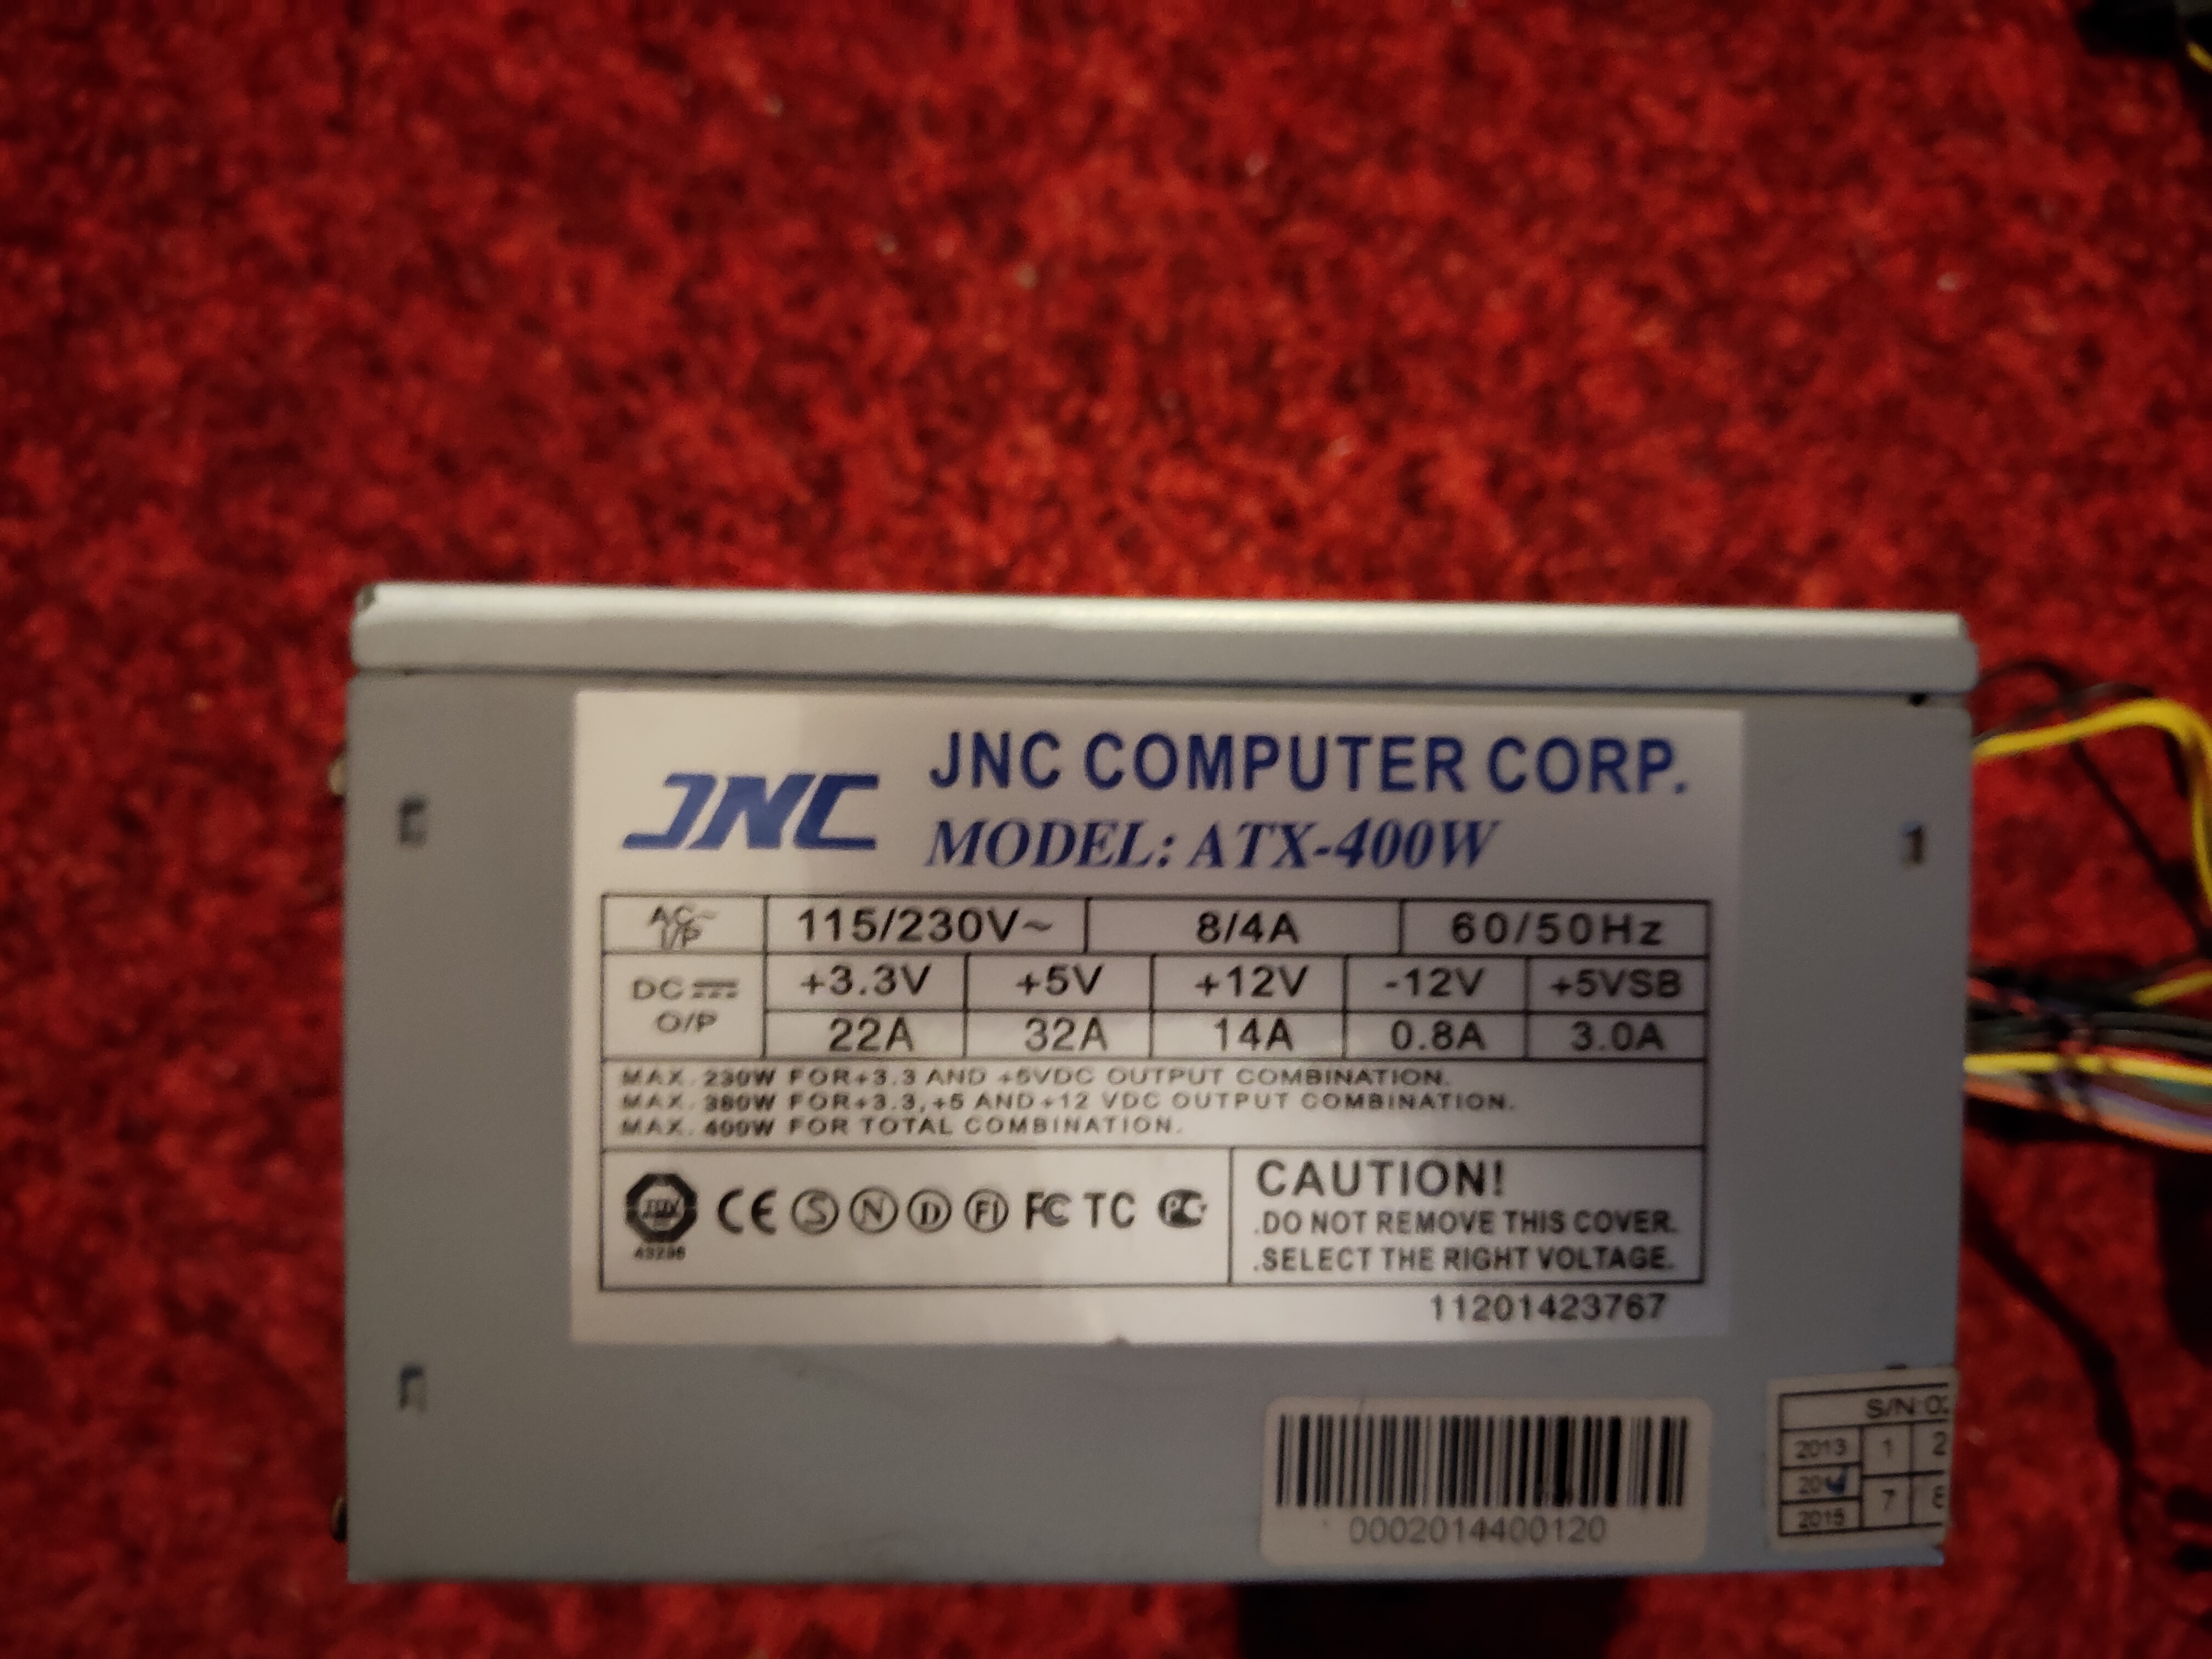 JNC
JNC COMPUTER CORP.
MODEL: ATX-400W
AC~ I/P
115/230V~ 8/4A 60/50Hz
DC O/P
+3.3V +5V +12V -12V +5VSB
22A 32A 14A 0.8A 3.0A
MAX. 230W FOR+3.3 AND +5VDC OUTPUT COMBINATION.
MAX. 380W FOR+3.3,+5 AND+12 VDC OUTPUT COMBINATION.
MAX. 400W FOR TOTAL COMBINATION.
CE S N D FI FC TC PC
CAUTION!
.DO NOT REMOVE THIS COVER.
.SELECT THE RIGHT VOLTAGE.
11201423767
0002014400120
S/N
2013 1 2
7
2015